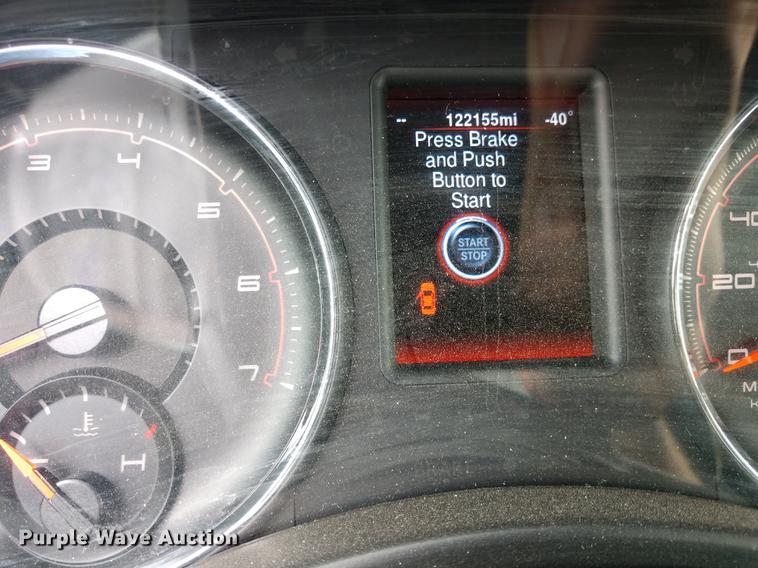 -- 122155mi -40°
Press Brake
and Push
Button to
Start
START
STOP
3
4
5
6
7
H
20
0
Purple Wave Auction